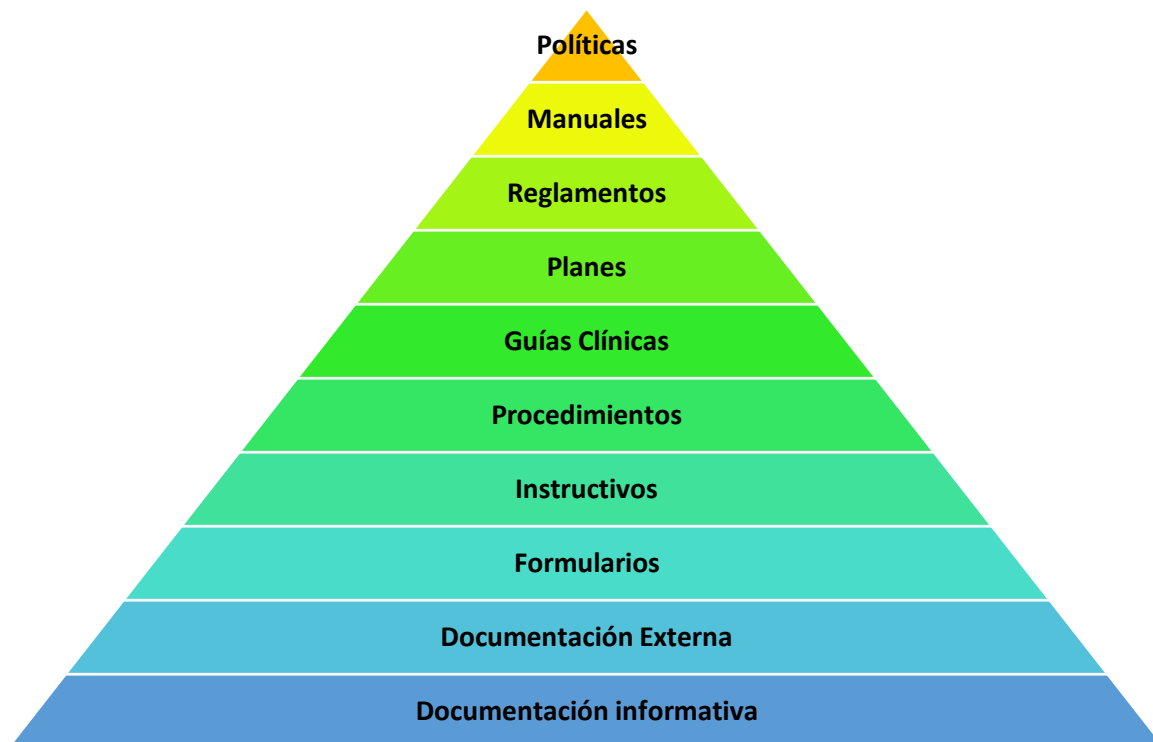 Políticas
Manuales
Reglamentos
Planes
Guías Clínicas
Procedimientos
Instructivos
Formularios
Documentación Externa
Documentación informativa